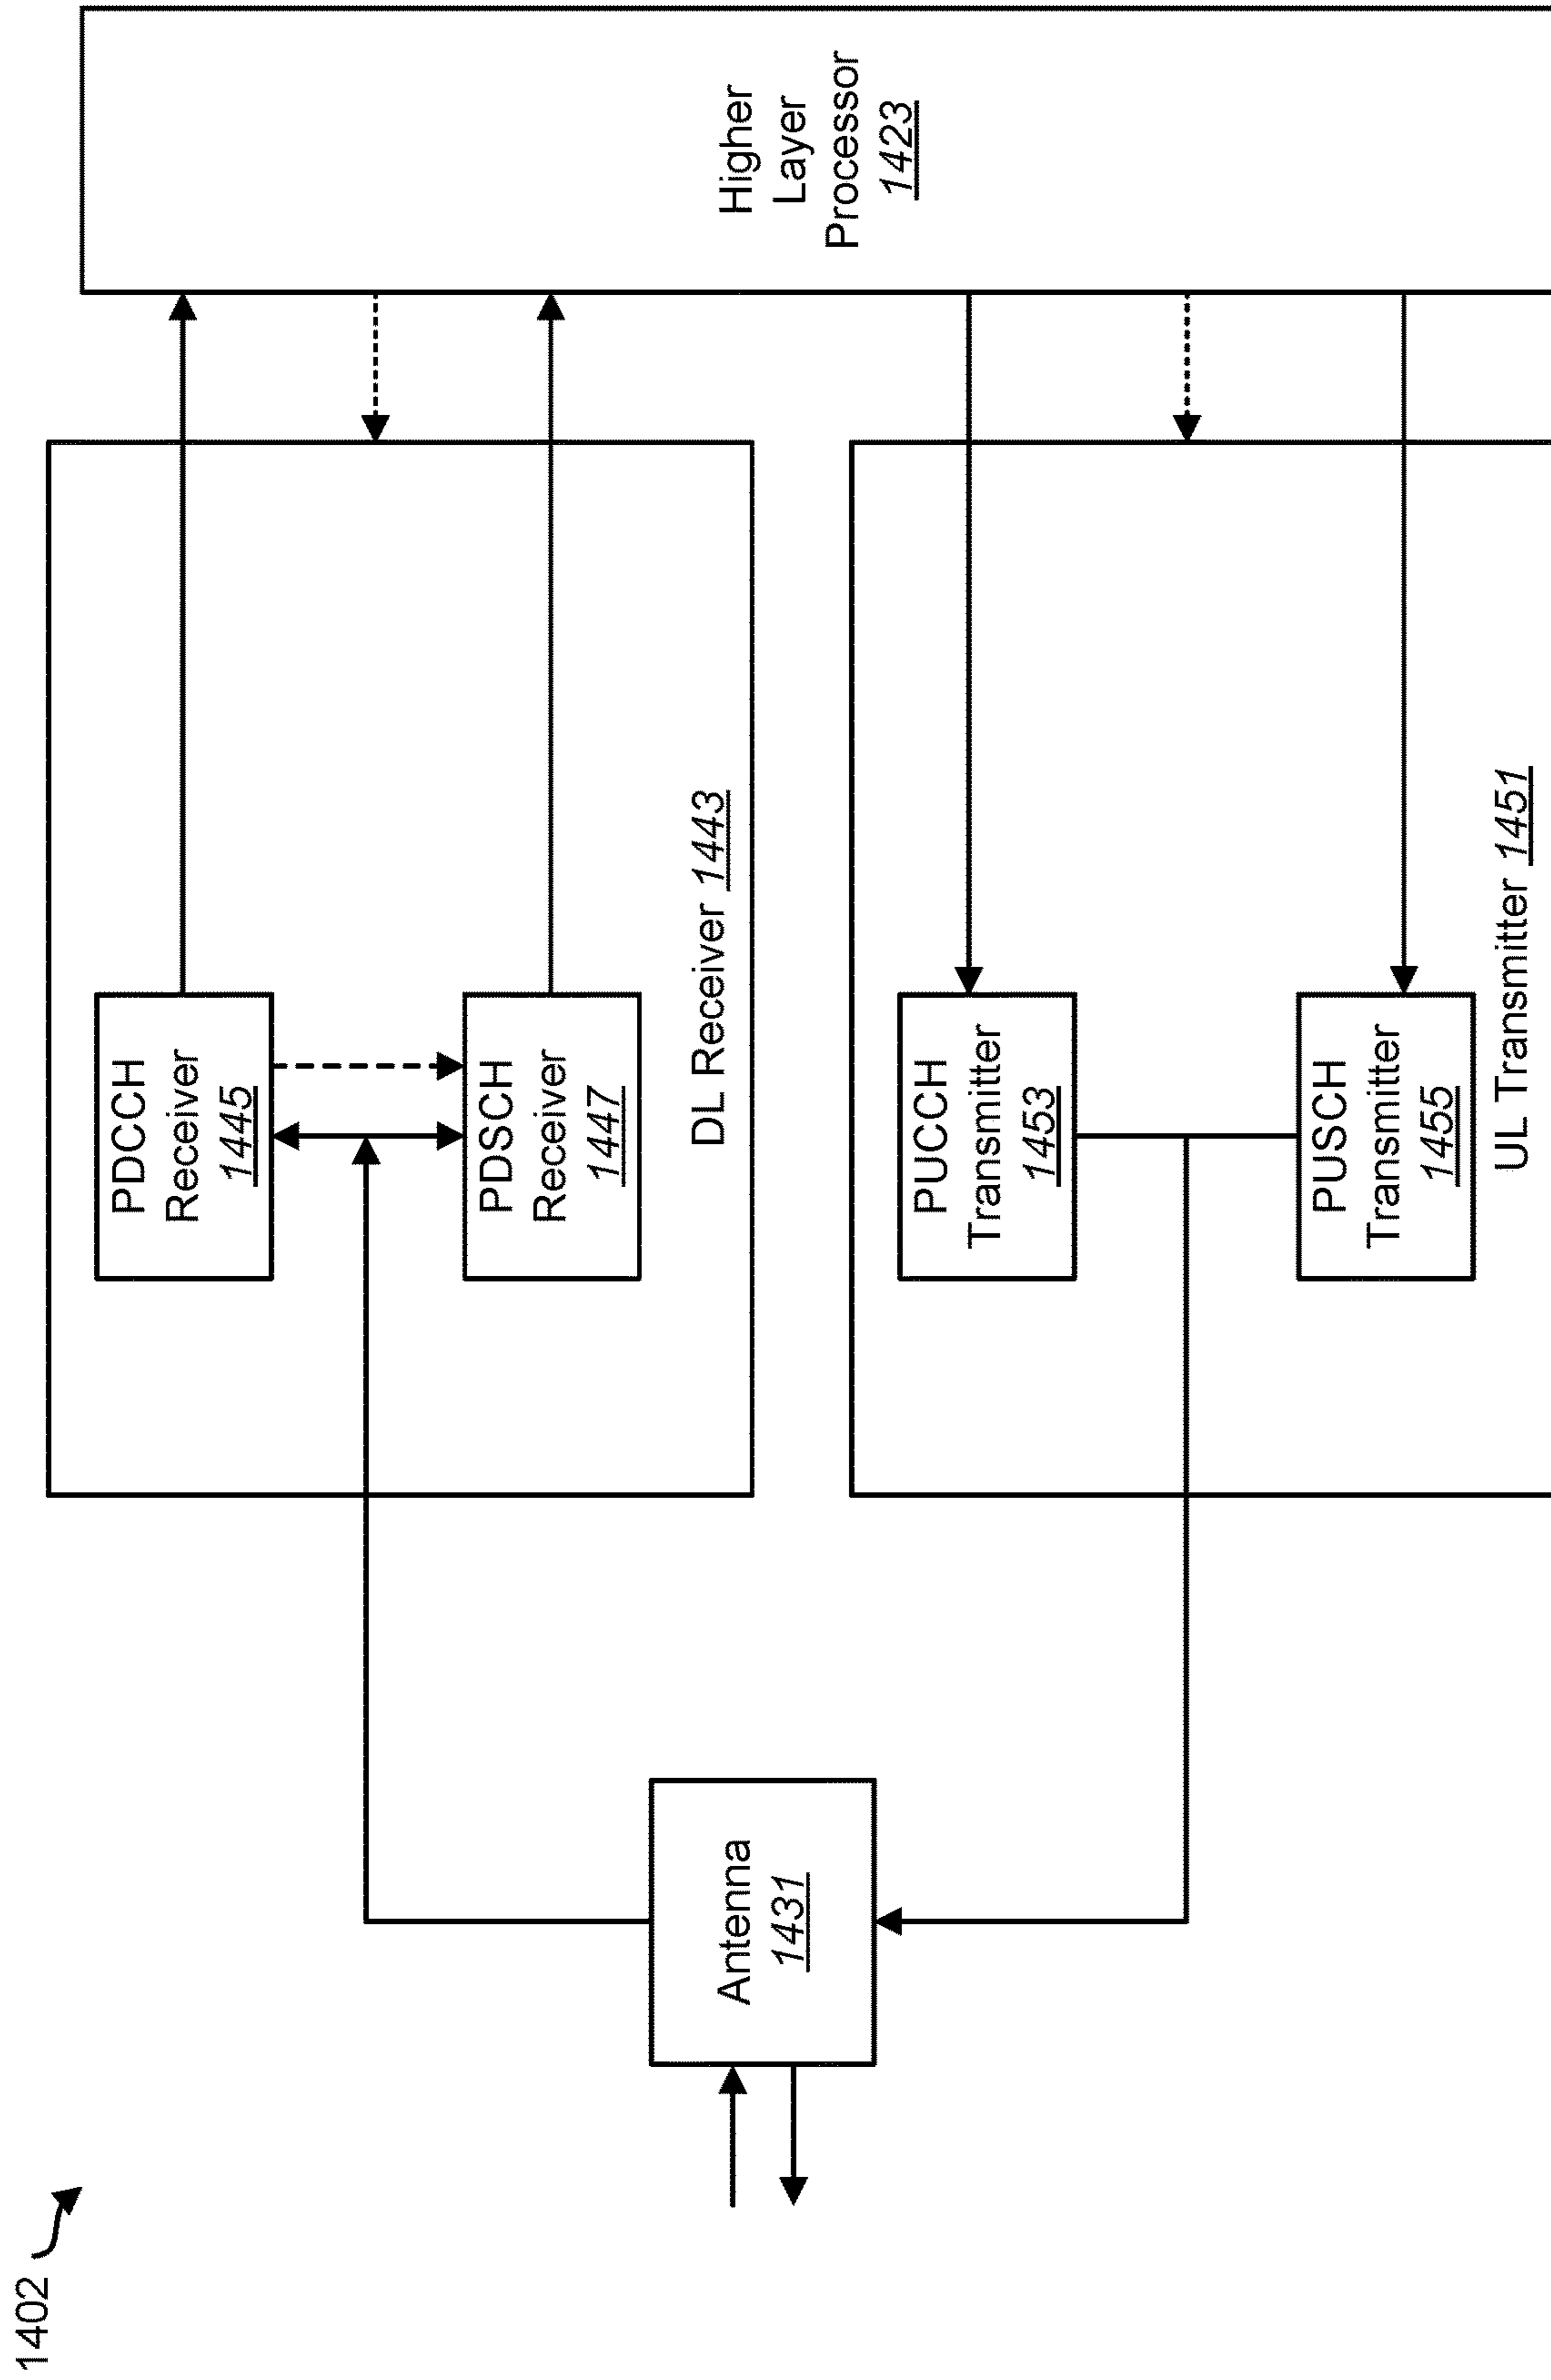 1402
Antenna
1431
PDCCH
Receiver
1445
PDSCH
Receiver
1447
DL Receiver 1443
PUCCH
Transmitter
1453
PUSCH
Transmitter
1455
UL Transmitter 1451
Higher
Layer
Processor
1423